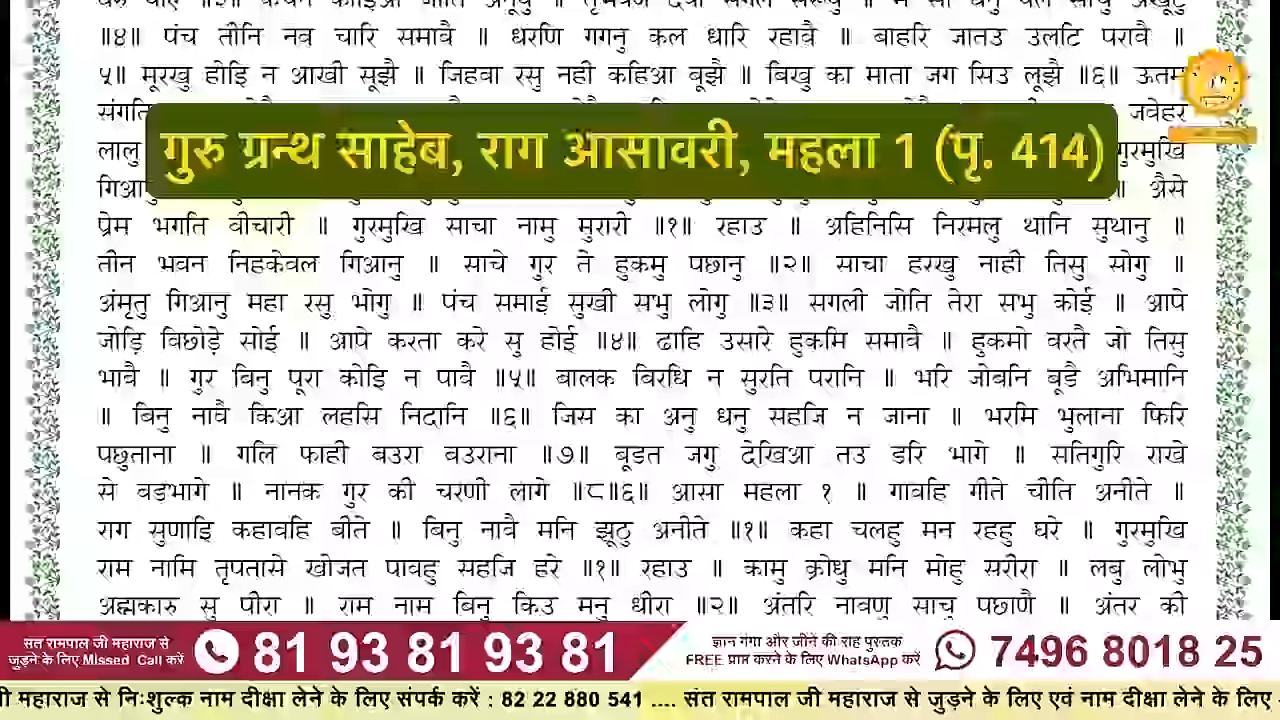 ॥४॥ पंच तीनि नव चारि समावै ॥ धरणि गगनु कल धारि रहावै ॥ बाहरि जातउ उलटि परावै ॥
५॥ मूरखु होइि न आखी सूझै ॥ जिहवा रसु नही कहिआ बूझै ॥ बिखु का माता जग सिउ लूझै ॥६॥ ऊतम
संगति जवेहर
गुरु ग्रन्थ साहेब, राग आसावरी, महला 1 (पृ. 414)
लालु गुरमुखि
॥ अैसे
प्रेम भगति वीचारी ॥ गुरमुखि साचा नामु मुरारी ॥१॥ रहाउ ॥ अहिनिसि निरमलु थानि सुथानु ॥
तीन भवन निहकेवल गिआनु ॥ साचे गुर ते हुकमु पछानु ॥२॥ साचा हरखु नाही तिसु सोगु ॥
अंमृतु गिआनु महा रसु भोगु ॥ पंच समाई सुखी सभु लोगु ॥३॥ सगली जोति तेरा सभु कोई ॥ आपे
जोड़ि विछोड़े सोई ॥ आपे करता करे सु होई ॥४॥ ढाहि उसारे हुकमि समावै ॥ हुकमो वरतै जो तिसु
भावै ॥ गुर बिनु पूरा कोइि न पावै ॥५॥ बालक बिरधि न सुरति परानि ॥ भरि जोबनि बूडै अभिमानि
॥ बिनु नावै किआ लहसि निदानि ॥६॥ जिस का अनु धनु सहजि न जाना ॥ भरमि भुलाना फिरि
पछुताना ॥ गलि फाही बउरा बउराना ॥७॥ बूडत जगु देखिआ तउ डरि भागे ॥ सतिगुरि राखे
से वडभागे ॥ नानक गुर की चरणी लागे ॥८॥६॥ आसा महला १ ॥ गावहि गीते चीति अनीते ॥
राग सुणाइि कहावहि बीते ॥ बिनु नावै मनि झूठु अनीते ॥१॥ कहा चलहु मन रहहु घरे ॥ गुरमुखि
राम नामि तृपतासे खोजत पावहु सहजि हरे ॥१॥ रहाउ ॥ कामु क्रोधु मनि मोहु सरीरा ॥ लबु लोभु
अह्मकारु सु पीरा ॥ राम नाम बिनु किउ मनु धीरा ॥२॥ अंतरि नावणु साचु पछाणै ॥ अंतर की
संत रामपाल जी महाराज से
जुड़ने के लिए Missed Call करें
81 93 81 93 81
ज्ञान गंगा और जीने की राह पुस्तक
FREE प्राप्त करने के लिए WhatsApp करें
7496 8018 25
जी महाराज से निःशुल्क नाम दीक्षा लेने के लिए संपर्क करें : 82 22 880 541 .... संत रामपाल जी महाराज से जुड़ने के लिए एवं नाम दीक्षा लेने के लिए